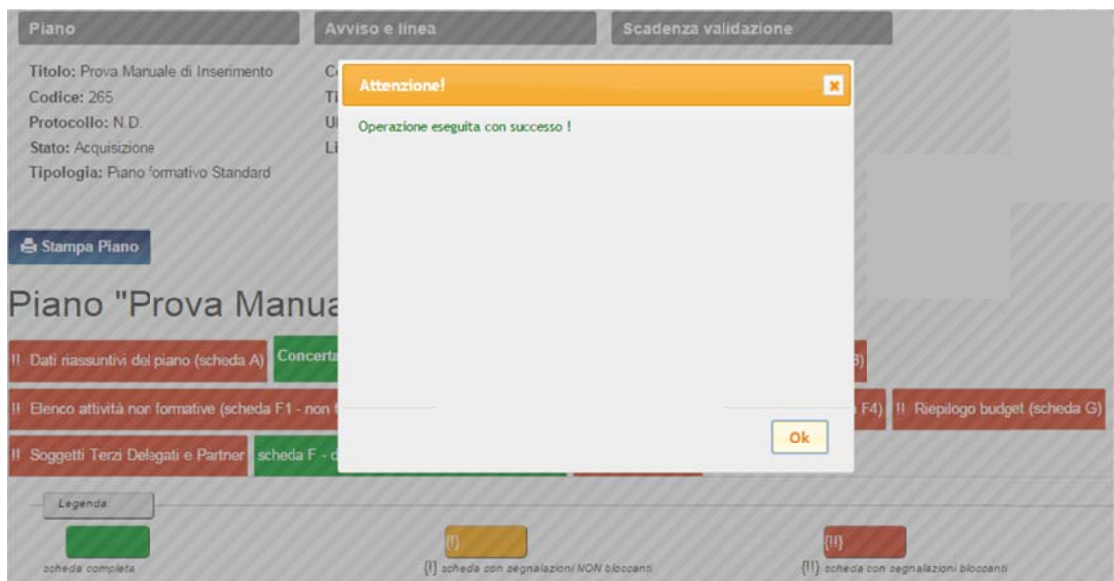 Piano Avviso e linea Scadenza validazione
Titolo: Prova Manuale di Inserimento
Codice: 265
Protocollo: N.D.
Stato: Acquisizione
Tipologia: Piano formativo Standard
Attenzione!
Operazione eseguita con successo !
Ok
Stampa Piano
Piano "Prova Manua
!! Dati riassuntivi del piano (scheda A) Concerta
!! Elenco attività non formative (scheda F1 - non f F4) !! Riepilogo budget (scheda G)
!! Soggetti Terzi Delegati e Partner scheda F - d
Legenda:
{!} {!!}
scheda completa {!} scheda con segnalazioni NON bloccanti {!!} scheda con segnalazioni bloccanti